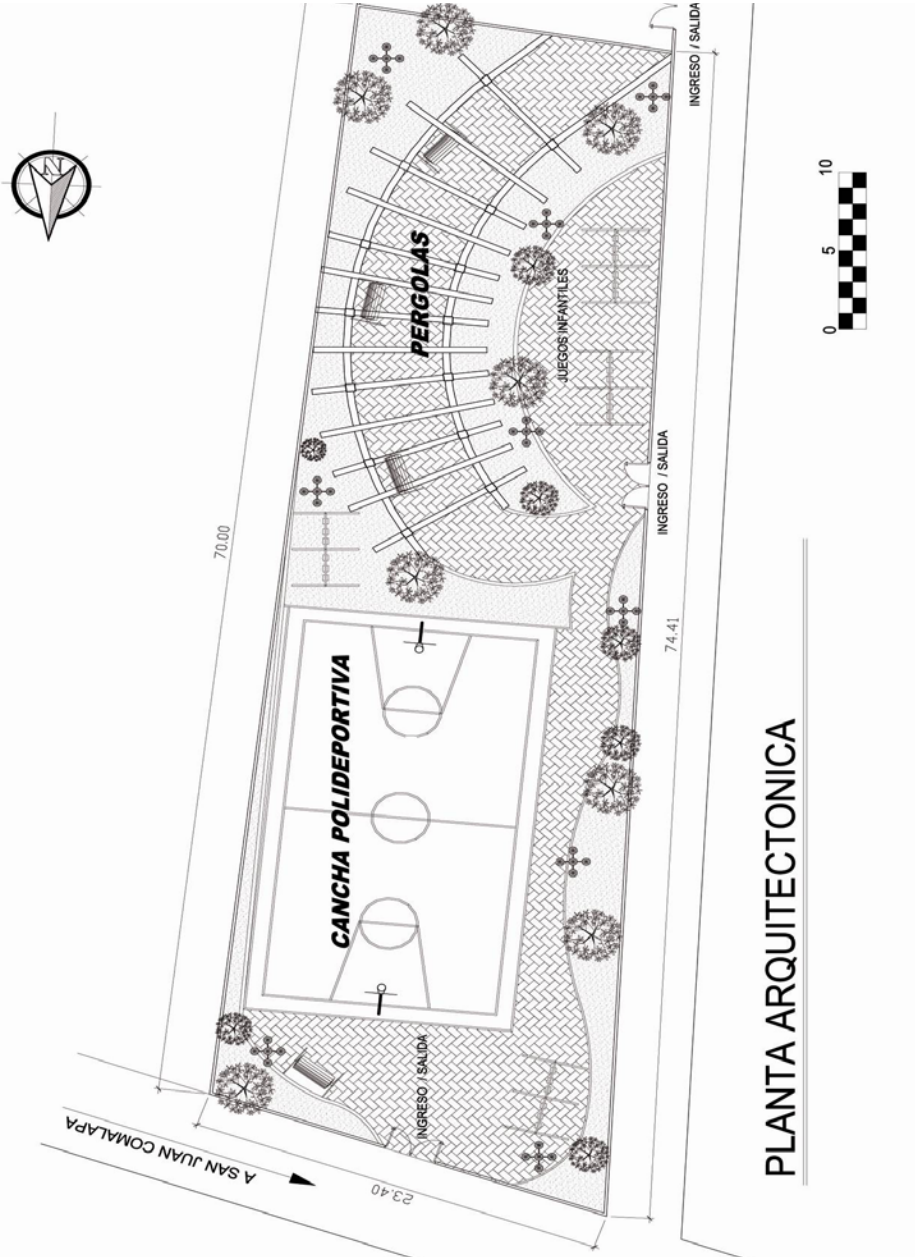 INGRESO / SALIDA
N
10
5
0
PERGOLAS
JUEGOS INFANTILES
INGRESO / SALIDA
70.00
74.41
CANCHA POLIDEPORTIVA
INGRESO / SALIDA
A SAN JUAN COMALAPA
23.40
PLANTA ARQUITECTONICA